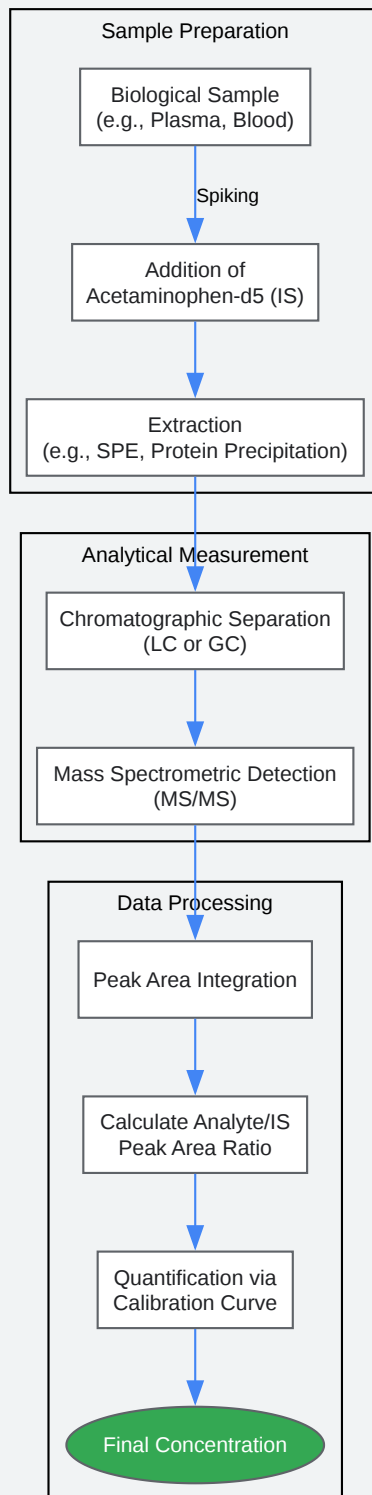 Sample Preparation
Biological Sample
(e.g., Plasma, Blood)
Spiking
Addition of
Acetaminophen-d5 (IS)
Extraction
(e.g., SPE, Protein Precipitation)
Analytical Measurement
Chromatographic Separation
(LC or GC)
Mass Spectrometric Detection
(MS/MS)
Data Processing
Peak Area Integration
Calculate Analyte/IS
Peak Area Ratio
Quantification via
Calibration Curve
Final Concentration